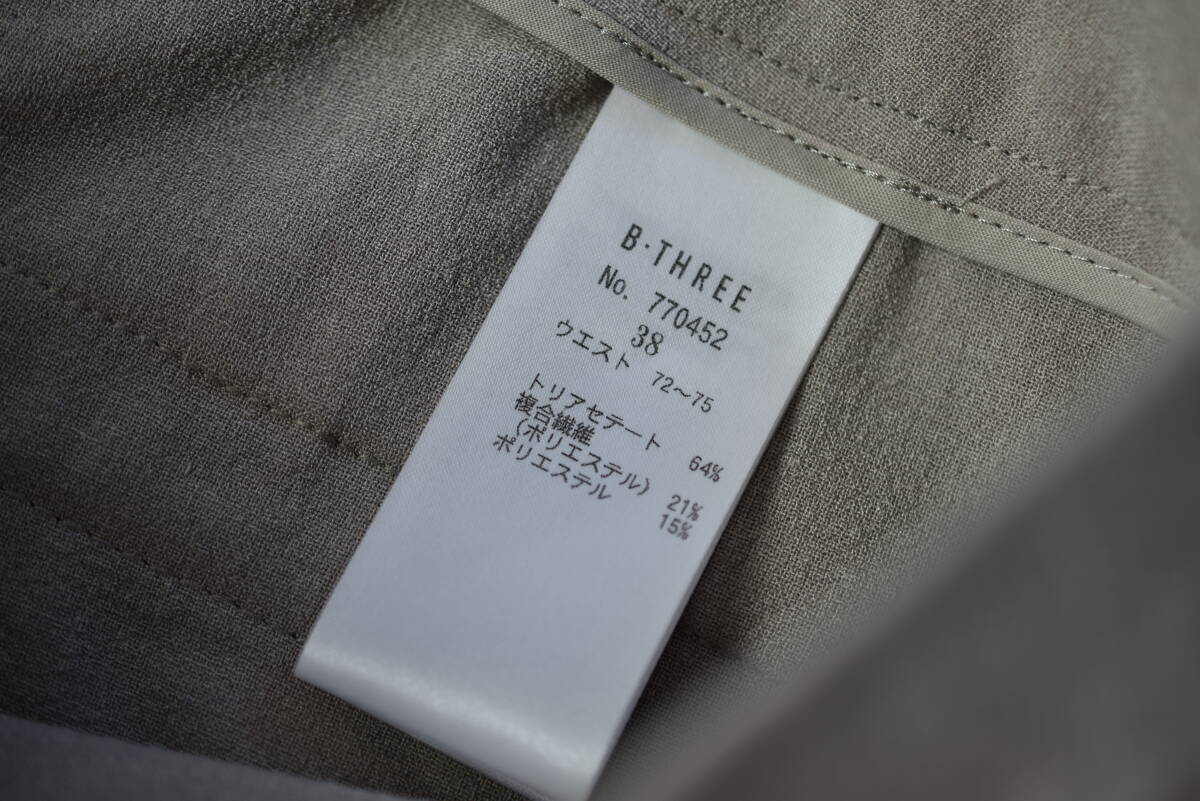 B·THREE
No. 770452
38
ウエスト 72〜75
トリアセテート 64%
複合繊維
(ポリエステル) 21%
ポリエステル 15%